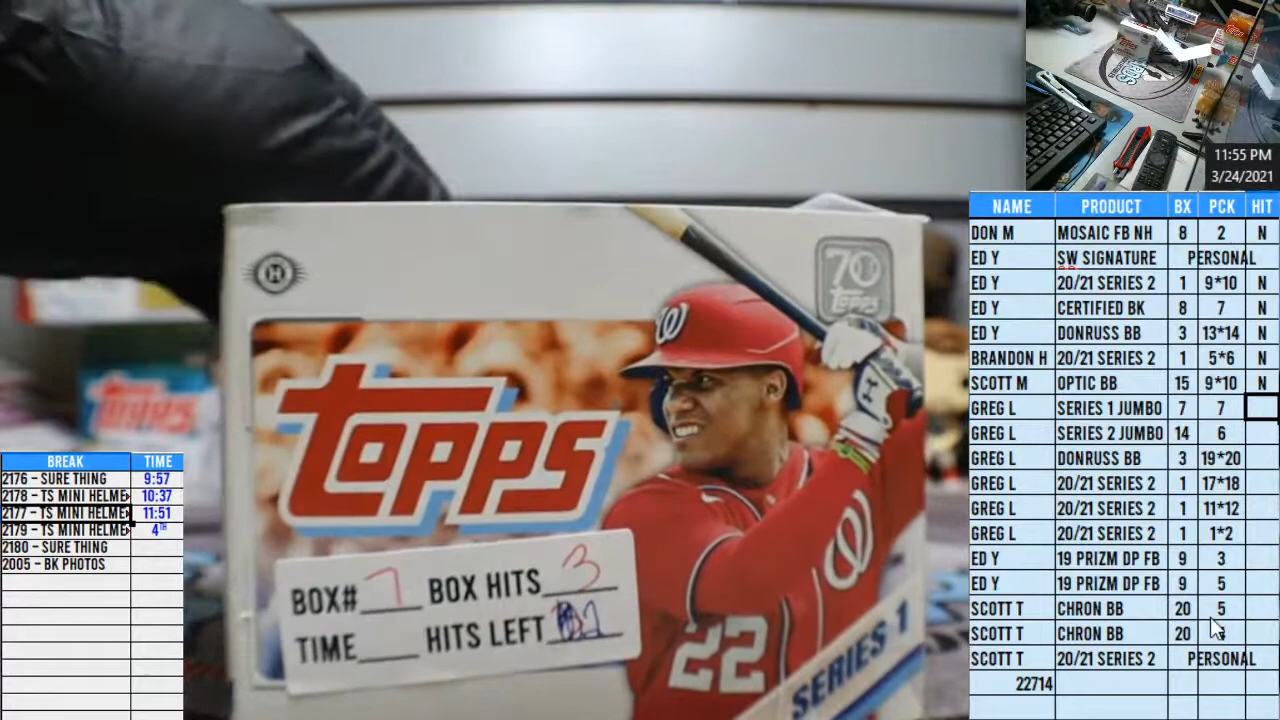 11:55 PM
3/24/2021
NAME PRODUCT BX PCK HIT
DON M MOSAIC FB NH 8 2 N
ED Y SW SIGNATURE PERSONAL
ED Y 20/21 SERIES 2 1 9*10 N
ED Y CERTIFIED BK 8 7 N
ED Y DONRUSS BB 3 13*14 N
BRANDON H 20/21 SERIES 2 1 5*6 N
SCOTT M OPTIC BB 15 9*10 N
GREG L SERIES 1 JUMBO 7 7
GREG L SERIES 2 JUMBO 14 6
GREG L DONRUSS BB 3 19*20
GREG L 20/21 SERIES 2 1 17*18
GREG L 20/21 SERIES 2 1 11*12
GREG L 20/21 SERIES 2 1 1*2
ED Y 19 PRIZM DP FB 9 3
ED Y 19 PRIZM DP FB 9 5
SCOTT T CHRON BB 20 5
SCOTT T CHRON BB 20
SCOTT T 20/21 SERIES 2 PERSONAL
22714
BREAK TIME
2176 – SURE THING 9:57
2178 – TS MINI HELME 10:37
2177 – TS MINI HELME 11:51
2179 – TS MINI HELME 4TH
2180 – SURE THING
2005 – BK PHOTOS
H
70
TOPPS
TOPPS
TOPPS
W
W
22
SERIES 1
BOX# 7 BOX HITS 3
TIME HITS LEFT